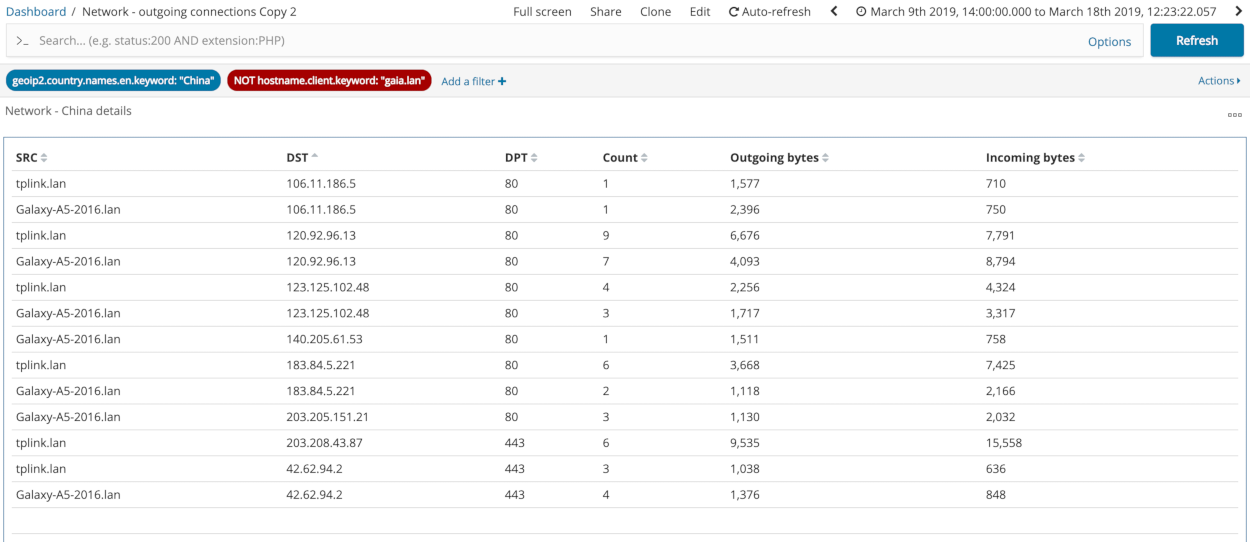 Dashboard / Network - outgoing connections Copy 2 Full screen Share Clone Edit Auto-refresh March 9th 2019, 14:00:00.000 to March 18th 2019, 12:23:22.057
>_ Search... (e.g. status:200 AND extension:PHP) Options Refresh
geoip2.country.names.en.keyword: "China" NOT hostname.client.keyword: "gaia.lan" Add a filter + Actions
Network - China details
SRC DST DPT Count Outgoing bytes Incoming bytes
tplink.lan 106.11.186.5 80 1 1,577 710
Galaxy-A5-2016.lan 106.11.186.5 80 1 2,396 750
tplink.lan 120.92.96.13 80 9 6,676 7,791
Galaxy-A5-2016.lan 120.92.96.13 80 7 4,093 8,794
tplink.lan 123.125.102.48 80 4 2,256 4,324
Galaxy-A5-2016.lan 123.125.102.48 80 3 1,717 3,317
Galaxy-A5-2016.lan 140.205.61.53 80 1 1,511 758
tplink.lan 183.84.5.221 80 6 3,668 7,425
Galaxy-A5-2016.lan 183.84.5.221 80 2 1,118 2,166
Galaxy-A5-2016.lan 203.205.151.21 80 3 1,130 2,032
tplink.lan 203.208.43.87 443 6 9,535 15,558
tplink.lan 42.62.94.2 443 3 1,038 636
Galaxy-A5-2016.lan 42.62.94.2 443 4 1,376 848